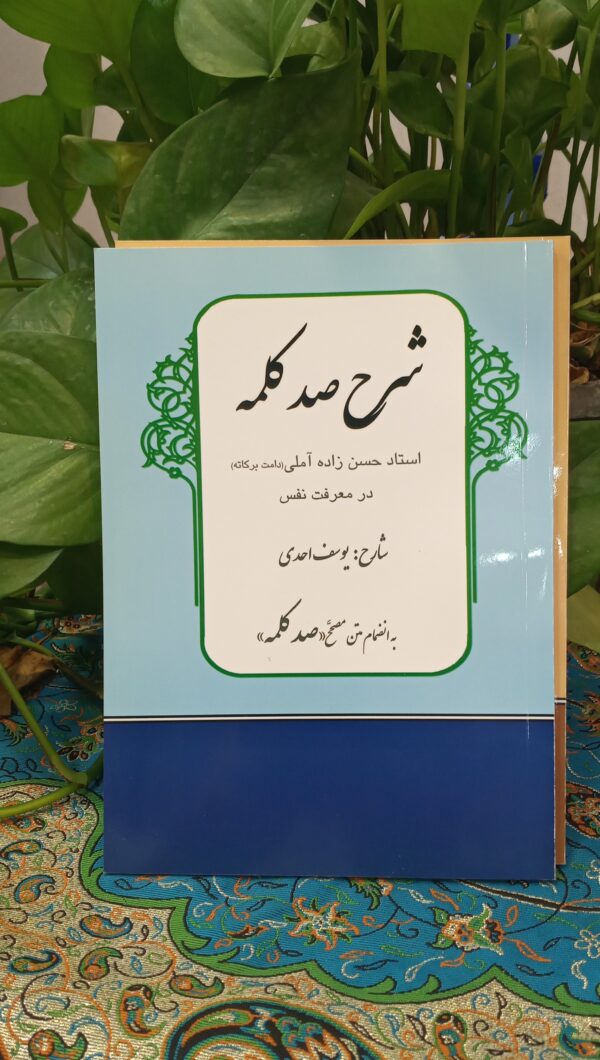 شرح صد کلمه
استاد حسن زاده آملی(دامت برکاته)
در معرفت نفس
شارح: یوسف احدی
به انضمام متن مصحَّح «صد کلمه»